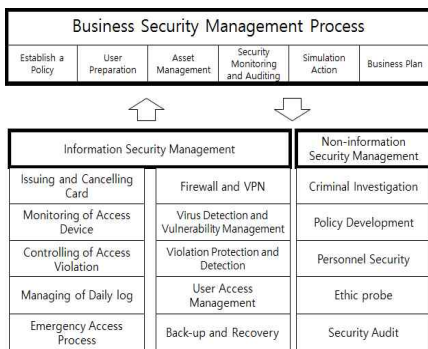 Business Security Management Process
Establish a
Policy
User
Preparation
Asset
Management
Security
Monitoring
and Auditing
Simulation
Action
Business Plan
Information Security Management
Non-information
Security Management
Issuing and Cancelling
Card
Monitoring of Access
Device
Controlling of Access
Violation
Managing of Daily log
Emergency Access
Process
Firewall and VPN
Virus Detection and
Vulnerability Management
Violation Protection and
Detection
User Access
Management
Back-up and Recovery
Criminal Investigation
Policy Development
Personnel Security
Ethic probe
Security Audit